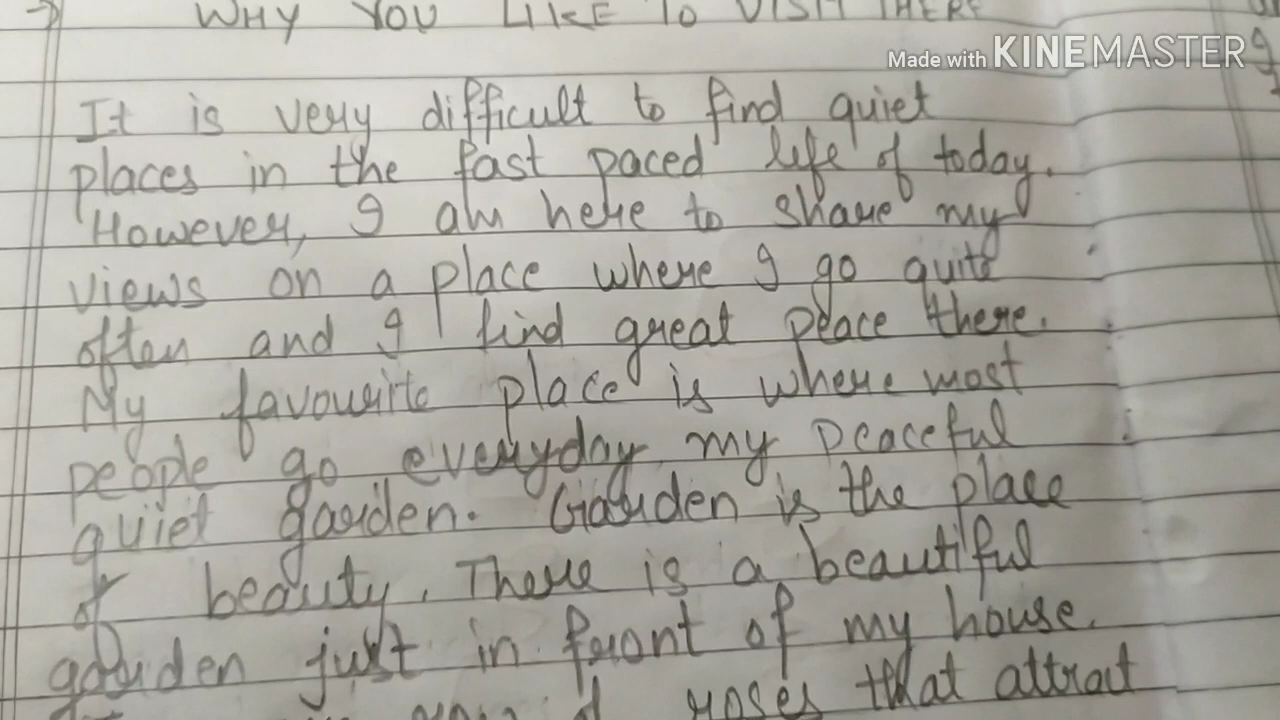 WHY YOU LIKE TO VISIT THERE
Made with KINEMASTER
It is very difficult to find quiet
places in the fast paced life of today.
However, I am here to share my
views on a place where I go quite
often and I find great peace there.
My favourite place is where most
people go everyday, my peaceful
quiet garden. Garden is the place
of beauty. There is a beautiful
garden just in front of my house.
roses that attract